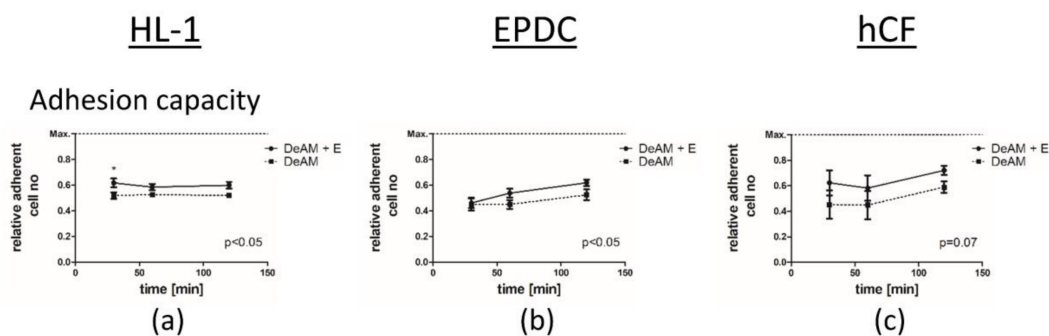 HL-1
EPDC
hCF
Adhesion capacity
Max.
0.8
0.6
0.4
0.2
0.0
relative adherent
cell no
*
DeAM + E
DeAM
p<0.05
0
50
100
150
time [min]
(a)
Max.
0.8
0.6
0.4
0.2
0.0
relative adherent
cell no
DeAM + E
DeAM
p<0.05
0
50
100
150
time [min]
(b)
Max.
0.8
0.6
0.4
0.2
0.0
relative adherent
cell no
DeAM + E
DeAM
p=0.07
0
50
100
150
time [min]
(c)